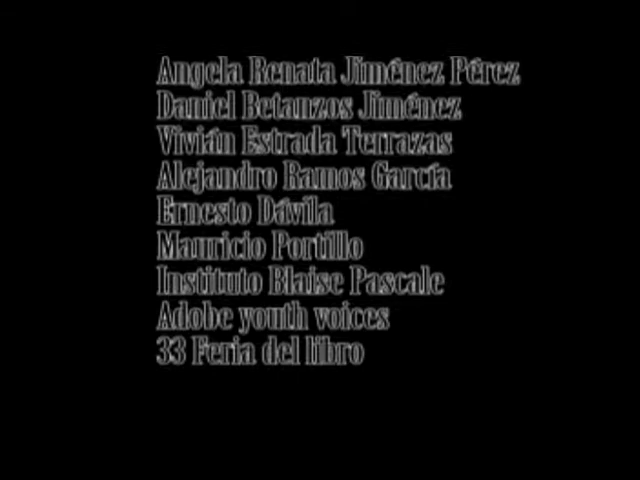 Angela Renata Jiménez Pérez
Daniel Betanzos Jiménez
Vivián Estrada Terrazas
Alejandro Ramos García
Ernesto Dávila
Mauricio Portillo
Instituto Blaise Pascale
Adobe youth voices
33 Feria del libro